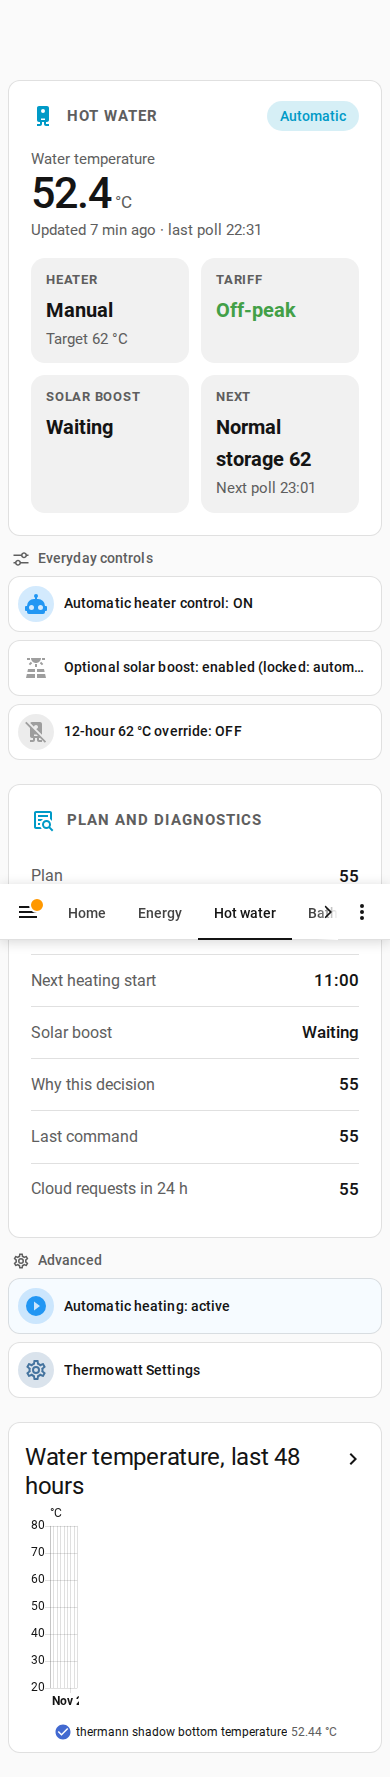 HOT WATER
Automatic
Water temperature
52.4 °C
Updated 7 min ago · last poll 22:31
HEATER
Manual
Target 62 °C
TARIFF
Off-peak
SOLAR BOOST
Waiting
NEXT
Normal
storage 62
Next poll 23:01
Everyday controls
Automatic heater control: ON
Optional solar boost: enabled (locked: autom...
12-hour 62 °C override: OFF
PLAN AND DIAGNOSTICS
Plan 55
Home Energy Hot water
Next heating start 11:00
Solar boost Waiting
Why this decision 55
Last command 55
Cloud requests in 24 h 55
Advanced
Automatic heating: active
Thermowatt Settings
Water temperature, last 48
hours
°C
80
70
60
50
40
30
20
Nov
thermann shadow bottom temperature 52.44 °C